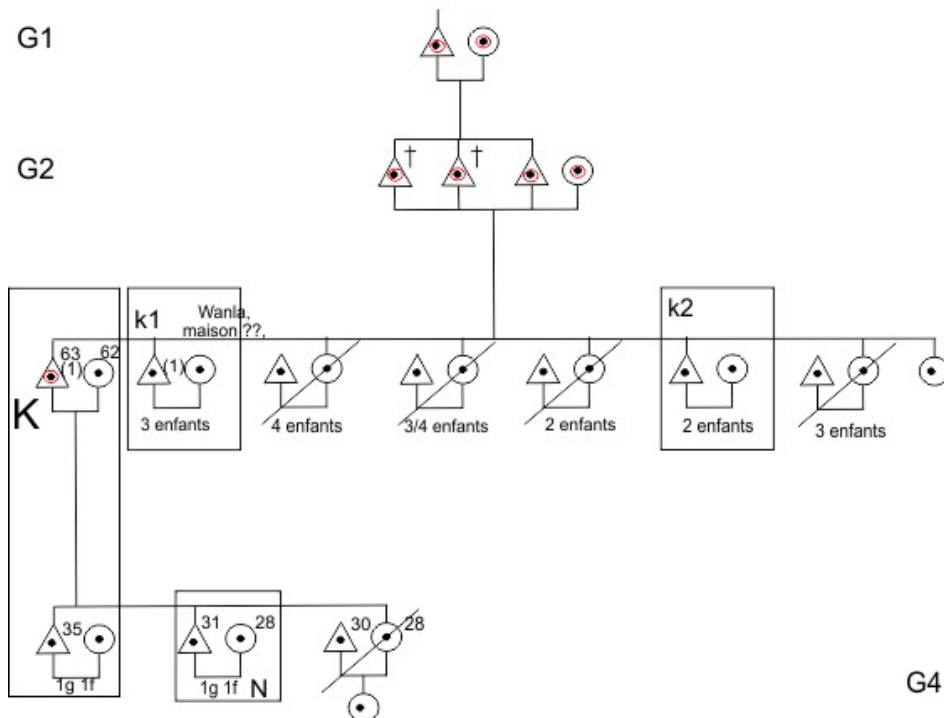 G1
G2
†
†
k1
Wanla,
maison ??,
k2
63
(1)
62
(1)
K
3 enfants
4 enfants
3/4 enfants
2 enfants
2 enfants
3 enfants
35
31
28
30
28
1g 1f
1g 1f
N
G4